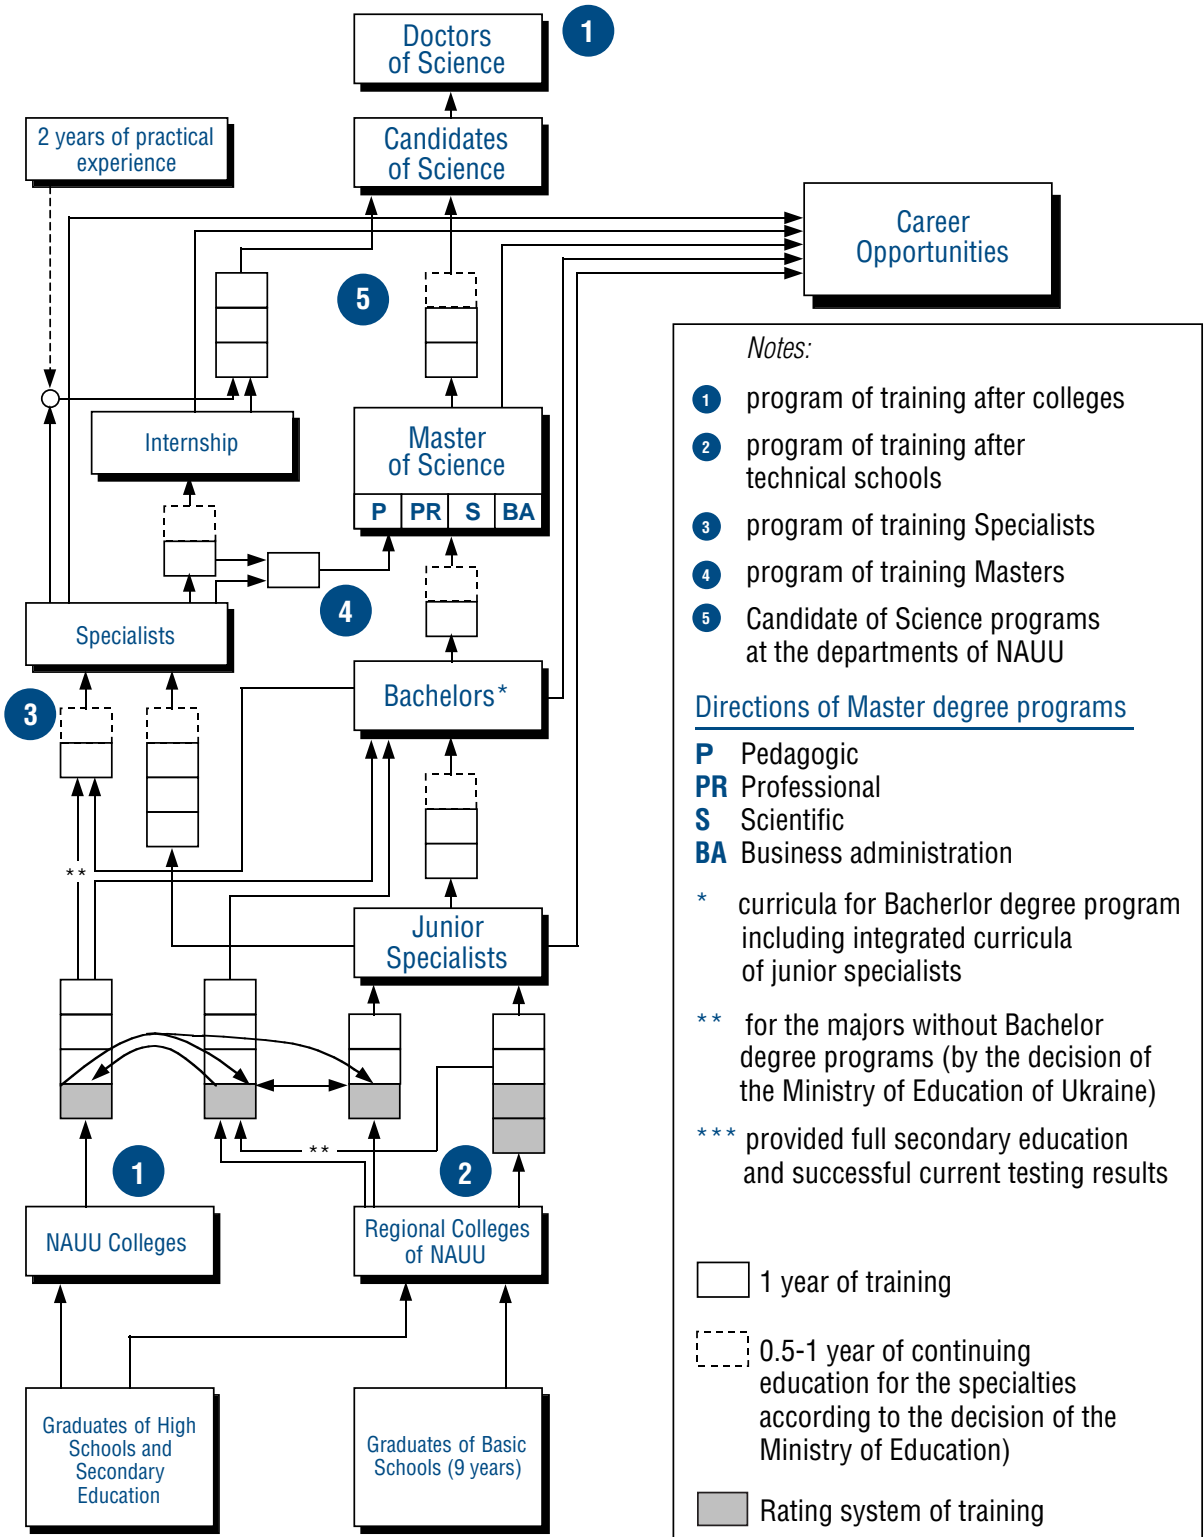 Doctors
of Science
1
2 years of practical
experience
Candidates
of Science
Career
Opportunities
5
Internship
Master
of Science
P PR S BA
4
Specialists
3
Bachelors*
**
Junior
Specialists
**
1
2
NAUU Colleges
Regional Colleges
of NAUU
Graduates of High
Schools and
Secondary
Education
Graduates of Basic
Schools (9 years)
Notes:
1 program of training after colleges
2 program of training after
technical schools
3 program of training Specialists
4 program of training Masters
5 Candidate of Science programs
at the departments of NAUU
Directions of Master degree programs
P Pedagogic
PR Professional
S Scientific
BA Business administration
* curricula for Bacherlor degree program
including integrated curricula
of junior specialists
** for the majors without Bachelor
degree programs (by the decision of
the Ministry of Education of Ukraine)
*** provided full secondary education
and successful current testing results
1 year of training
0.5-1 year of continuing
education for the specialties
according to the decision of the
Ministry of Education)
Rating system of training